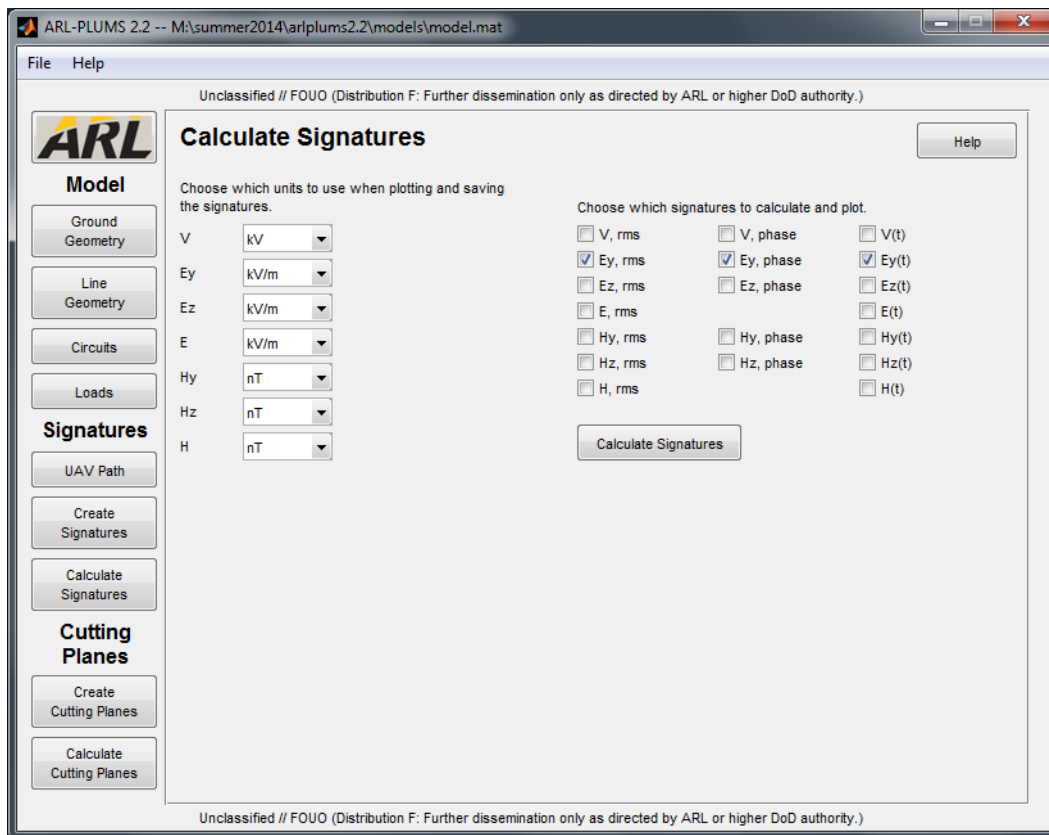 ARL-PLUMS 2.2 -- M:\summer2014\arlplums2.2\models\model.mat
File Help
Unclassified // FOUO (Distribution F: Further dissemination only as directed by ARL or higher DoD authority.)
ARL
Model
Ground
Geometry
Line
Geometry
Circuits
Loads
Signatures
UAV Path
Create
Signatures
Calculate
Signatures
Cutting
Planes
Create
Cutting Planes
Calculate
Cutting Planes
Calculate Signatures
Help
Choose which units to use when plotting and saving
the signatures.
V kV
Ey kV/m
Ez kV/m
E kV/m
Hy nT
Hz nT
H nT
Choose which signatures to calculate and plot.
V, rms V, phase V(t)
Ey, rms Ey, phase Ey(t)
Ez, rms Ez, phase Ez(t)
E, rms E(t)
Hy, rms Hy, phase Hy(t)
Hz, rms Hz, phase Hz(t)
H, rms H(t)
Calculate Signatures
Unclassified // FOUO (Distribution F: Further dissemination only as directed by ARL or higher DoD authority.)